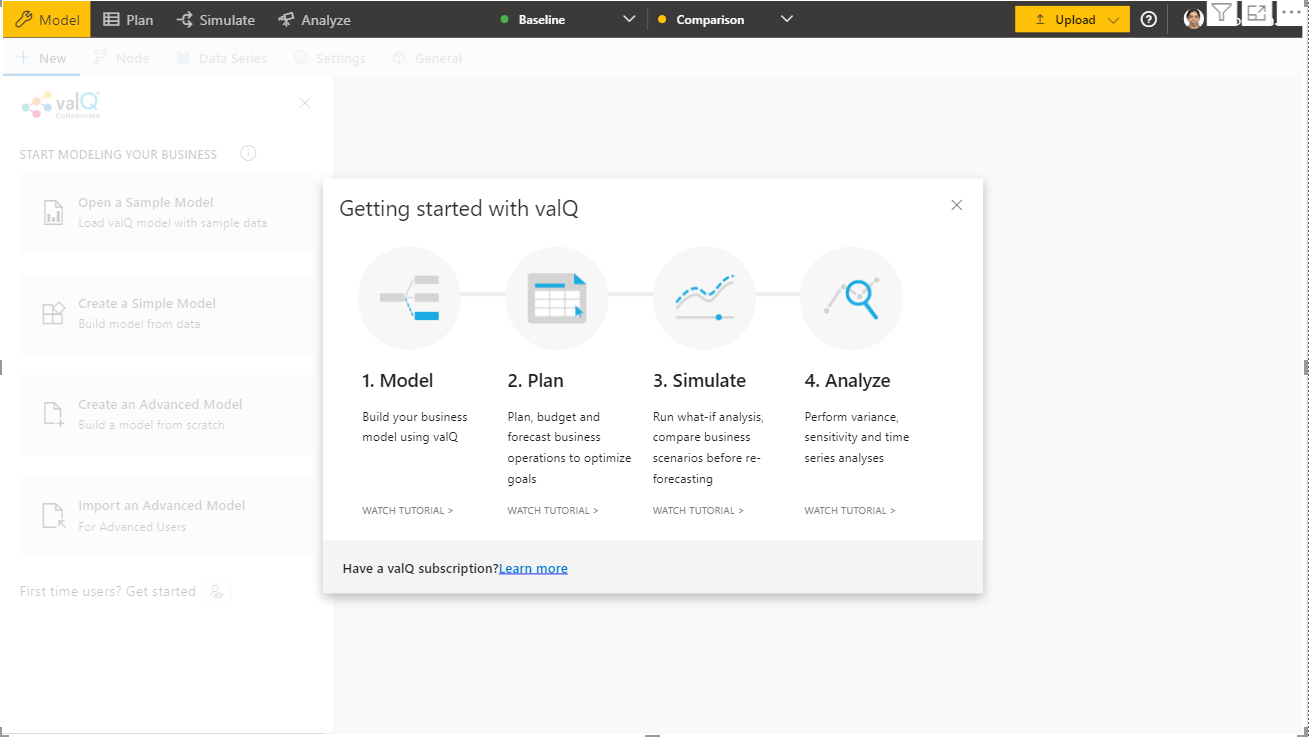 Model Plan Simulate Analyze Baseline Comparison Upload
New Node Data Series Settings General
valQ
Collaborate
START MODELING YOUR BUSINESS
Open a Sample Model
Load valQ model with sample data
Create a Simple Model
Build model from data
Create an Advanced Model
Build a model from scratch
Import an Advanced Model
For Advanced Users
First time users? Get started
Getting started with valQ
1. Model
Build your business
model using valQ
WATCH TUTORIAL >
2. Plan
Plan, budget and
forecast business
operations to optimize
goals
WATCH TUTORIAL >
3. Simulate
Run what-if analysis,
compare business
scenarios before re-
forecasting
WATCH TUTORIAL >
4. Analyze
Perform variance,
sensitivity and time
series analyses
WATCH TUTORIAL >
Have a valQ subscription?Learn more